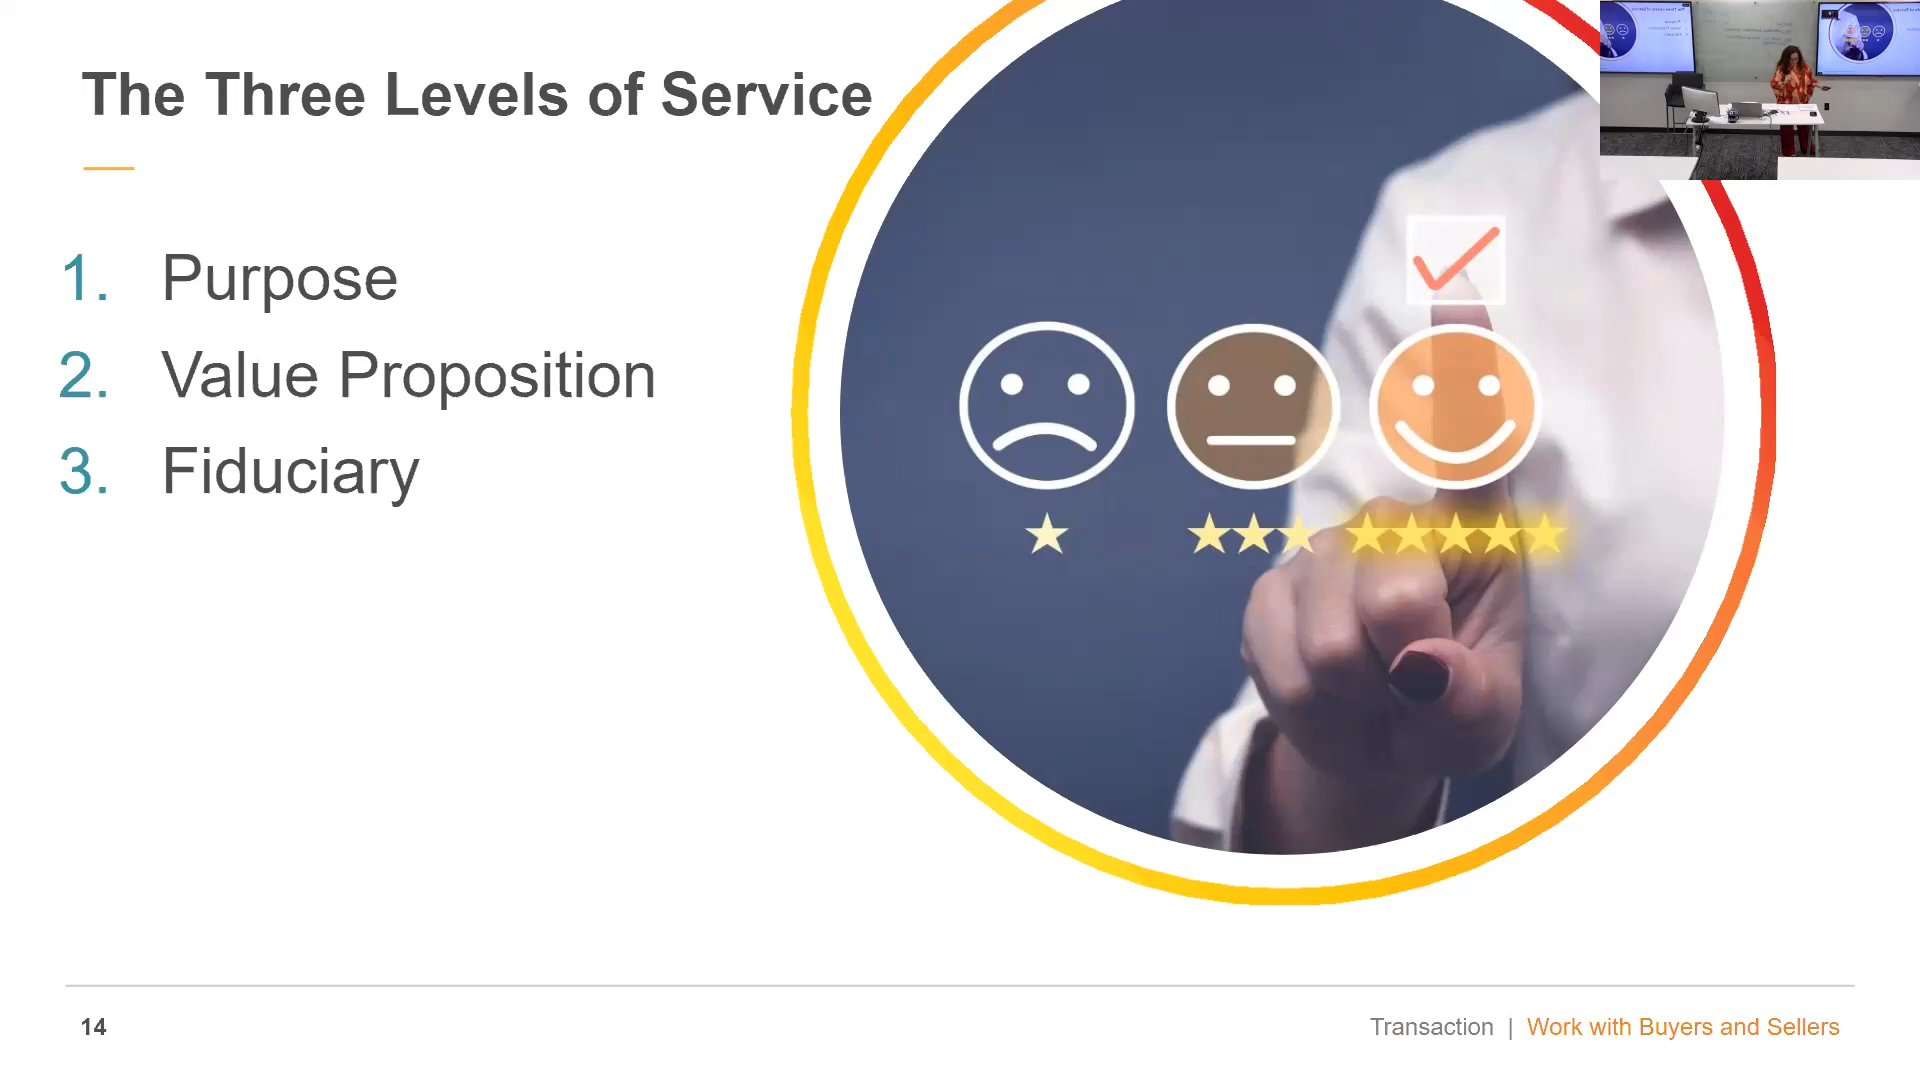 The Three Levels of Service
1. Purpose
2. Value Proposition
3. Fiduciary
14
Transaction | Work with Buyers and Sellers